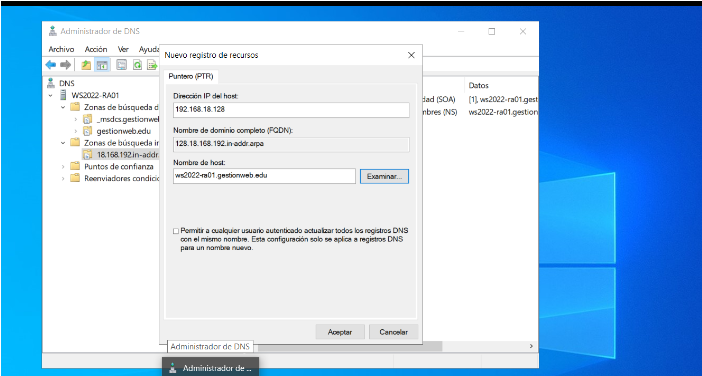 Administrador de DNS
Archivo Acción Ver Ayuda
Nuevo registro de recursos
Puntero (PTR)
Dirección IP del host:
192.168.18.128
Nombre de dominio completo (FQDN):
128.18.168.192.in-addr.arpa
Nombre de host:
ws2022-ra01.gestionweb.edu
Examinar...
Permitir a cualquier usuario autenticado actualizar todos los registros DNS
con el mismo nombre. Esta configuración solo se aplica a registros DNS
para un nombre nuevo.
Aceptar Cancelar
DNS
WS2022-RA01
Zonas de búsqueda d
_msdcs.gestionwel
gestionweb.edu
Zonas de búsqueda in
18.168.192.in-addr.
Puntos de confianza
Reenviadores condicio
Datos
dad (SOA) [1], ws2022-ra01.gest
mbres (NS) ws2022-ra01.gestion
Administrador de DNS
Administrador de ...